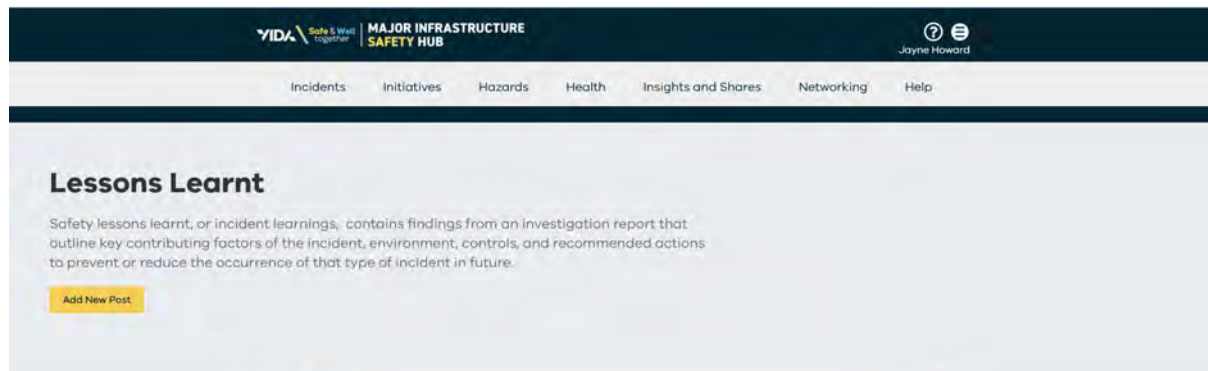 VIDA Safe & Well together MAJOR INFRASTRUCTURE SAFETY HUB
Jayne Howard
Incidents Initiatives Hazards Health Insights and Shares Networking Help
Lessons Learnt
Safety lessons learnt, or incident learnings, contains findings from an investigation report that
outline key contributing factors of the incident, environment, controls, and recommended actions
to prevent or reduce the occurrence of that type of incident in future.
Add New Post